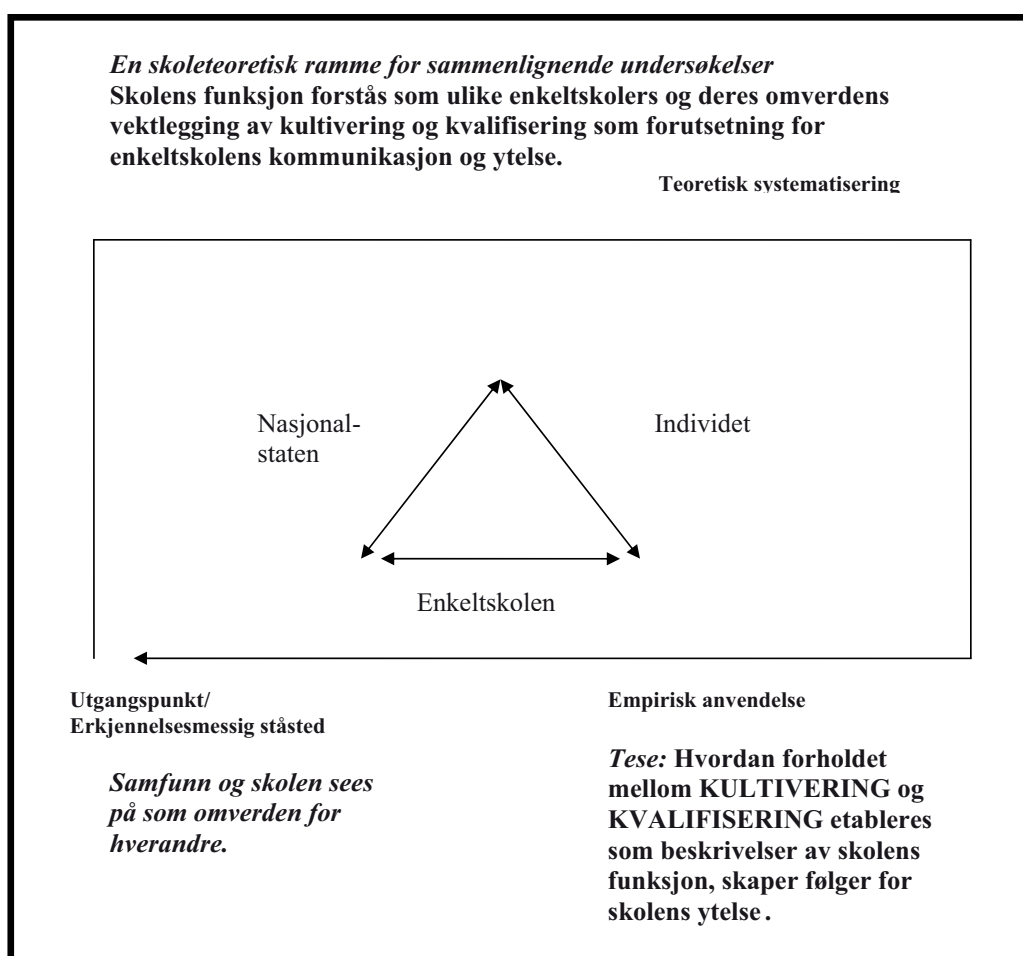 En skoleteoretisk ramme for sammenlignende undersøkelser
Skolens funksjon forstås som ulike enkeltskolers og deres omverdens
vektlegging av kultivering og kvalifisering som forutsetning for
enkeltskolens kommunikasjon og ytelse.
Teoretisk systematisering
Nasjonal-
staten
Individet
Enkeltskolen
Utgangspunkt/
Erkjennelsesmessig ståsted
Samfunn og skolen sees
på som omverden for
hverandre.
Empirisk anvendelse
Tese: Hvordan forholdet
mellom KULTIVERING og
KVALIFISERING etableres
som beskrivelser av skolens
funksjon, skaper følger for
skolens ytelse.